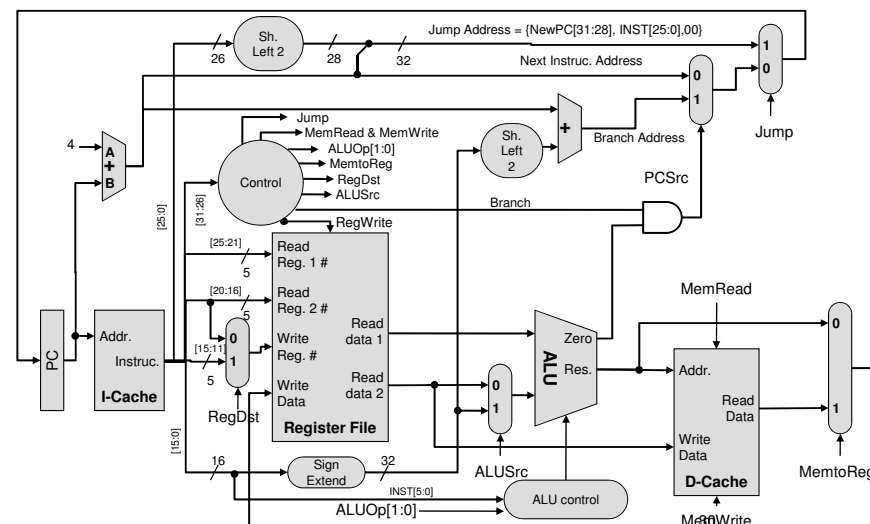 Jump Address = {NewPC[31:28], INST[25:0],00}
Sh.
Left 2
26
28
32
1
0
Next Instruc. Address
0
1
Jump
Jump
MemRead & MemWrite
ALUOp[1:0]
MemtoReg
RegDst
ALUSrc
Control
4
A
+
B
[25:0]
[31:26]
Sh.
Left
2
+
Branch Address
PCSrc
Branch
RegWrite
[25:21]
5
Read
Reg. 1 #
[20:16]
5
Read
Reg. 2 #
0
1
[15:11]
5
Write
Reg. #
Write
Data
Read
data 1
Read
data 2
Register File
RegDst
PC
Addr.
Instruc.
I-Cache
[15:0]
16
Sign
Extend
32
0
1
ALUSrc
ALU
Zero
Res.
INST[5:0]
ALUOp[1:0]
ALU control
MemRead
Addr.
Read
Data
Write
Data
D-Cache
0
1
MemtoReg